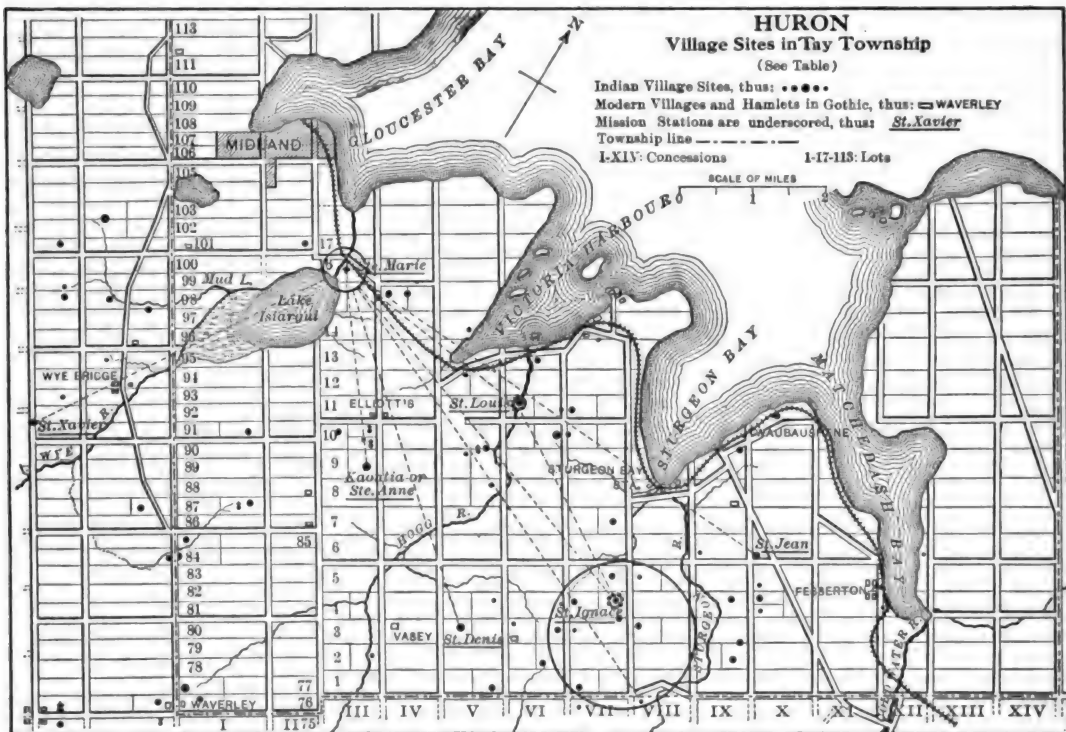 HURON
Village Sites in Tay Township
(See Table)
Indian Village Sites, thus:
Modern Villages and Hamlets in Gothic, thus: WAVERLEY
Mission Stations are underscored, thus: St. Xavier
Township line
I-XIV: Concessions 1-17-113: Lots
SCALE OF MILES
0 1 2
N
GLOUCESTER BAY
VICTORIA HARBOUR
STURGEON BAY
MATCHEDASH BAY
MIDLAND
Ste. Marie
Mud L.
Lake Istargui
WYE BRIDGE
St. Xavier
WYE R.
ELLIOTT'S
St. Louis
Kaontia or
Ste. Anne
HOGG R.
STURGEON BAY
ST.
WAUBAUSHENE
St. Jean
FESSERTON
St. Ignace
STURGEON R.
VASEY
St. Denis
WAVERLEY
113
111
110
109
108
107
106
105
103
102
101
100
99
98
97
96
95
94
93
92
91
90
89
88
87
86
85
84
83
82
81
80
79
78
77
76
75
17
14
13
12
11
10
9
8
7
6
5
4
3
2
1
I II III IV V VI VII VIII IX X XI XII XIII XIV